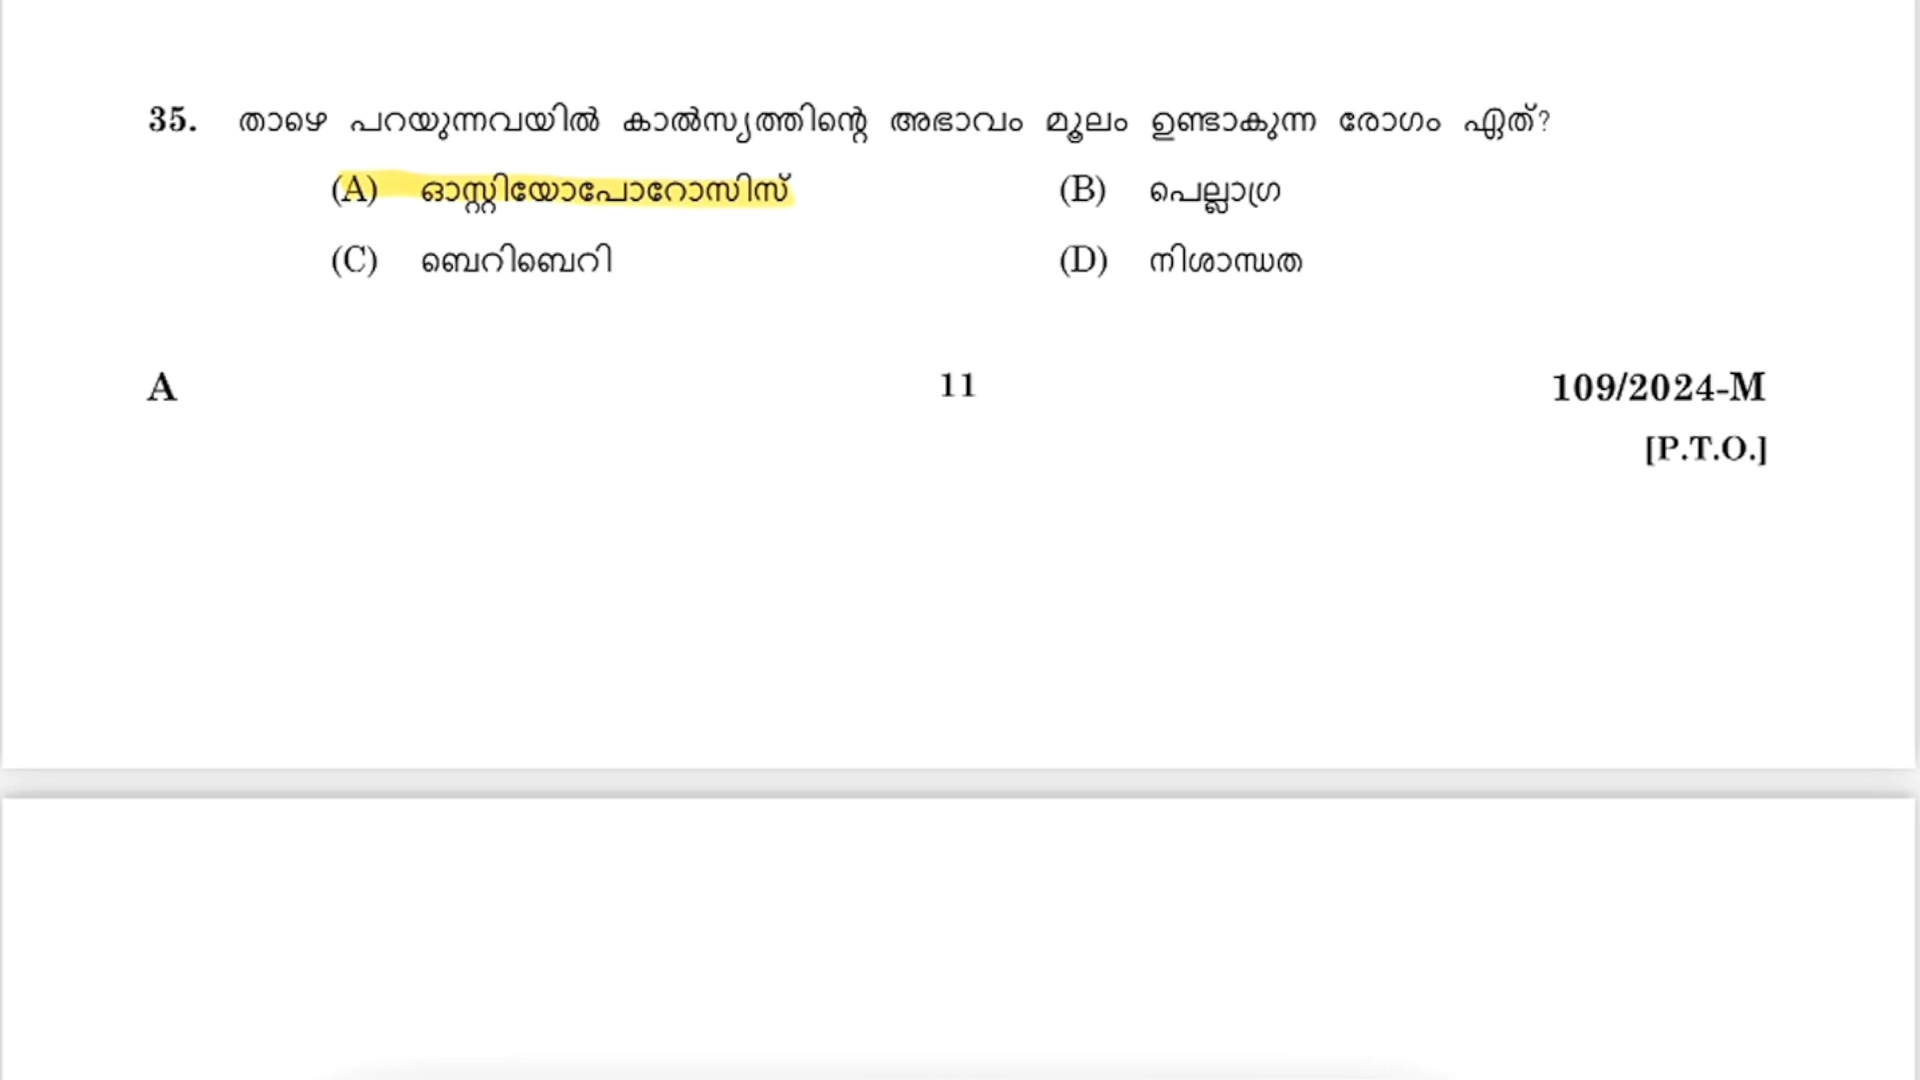 35. താഴെ പറയുന്നവയിൽ കാൽസ്യത്തിന്റെ അഭാവം മൂലം ഉണ്ടാകുന്ന രോഗം ഏത്?
(A) ഓസ്റ്റിയോപോറോസിസ് (B) പെല്ലാഗ്ര
(C) ബെറിബെറി (D) നിശാന്ധത
A 11 109/2024-M
[P.T.O.]